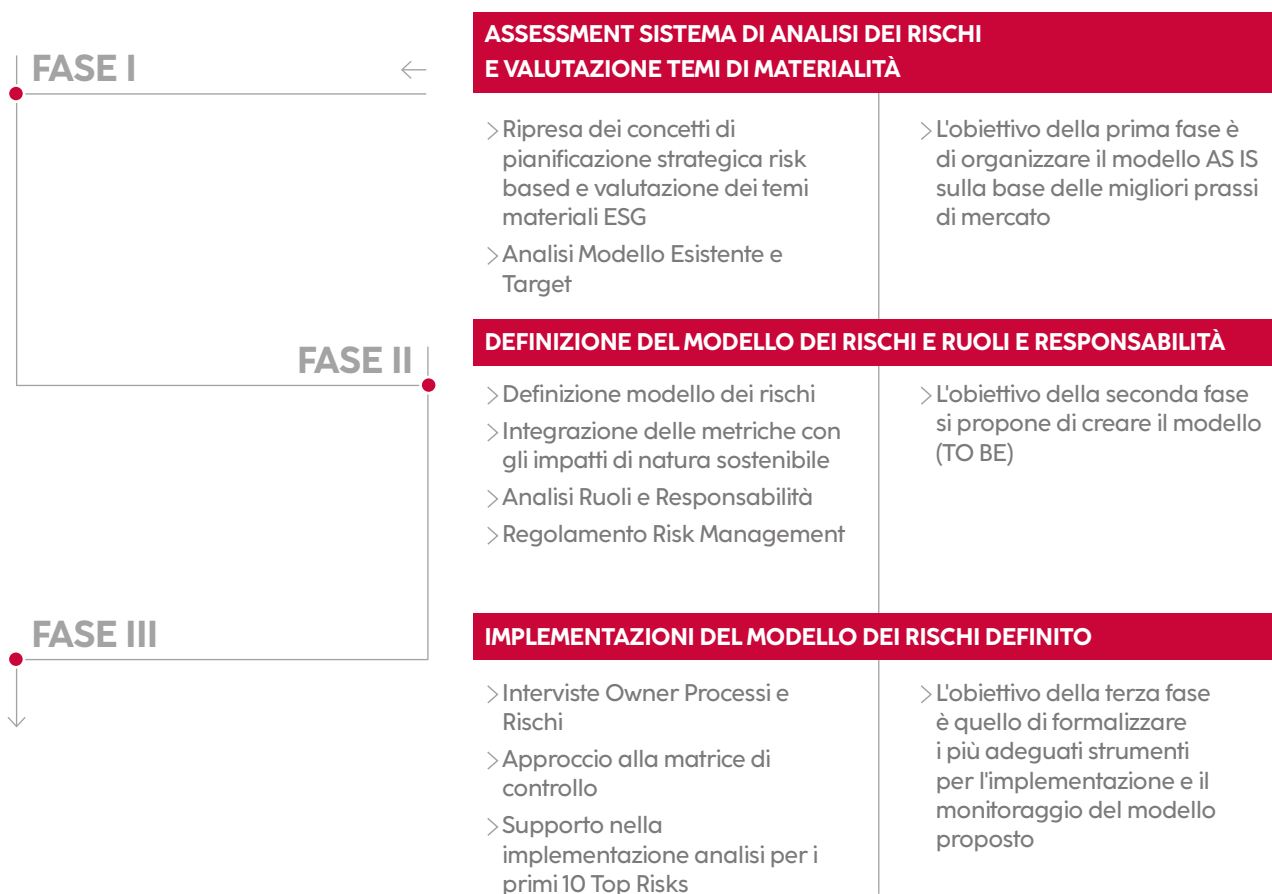 FASE I
ASSESSMENT SISTEMA DI ANALISI DEI RISCHI
E VALUTAZIONE TEMI DI MATERIALITÀ
Ripresa dei concetti di
pianificazione strategica risk
based e valutazione dei temi
materiali ESG
Analisi Modello Esistente e
Target
L'obiettivo della prima fase è
di organizzare il modello AS IS
sulla base delle migliori prassi
di mercato
FASE II
DEFINIZIONE DEL MODELLO DEI RISCHI E RUOLI E RESPONSABILITÀ
Definizione modello dei rischi
Integrazione delle metriche con
gli impatti di natura sostenibile
Analisi Ruoli e Responsabilità
Regolamento Risk Management
L'obiettivo della seconda fase
si propone di creare il modello
(TO BE)
FASE III
IMPLEMENTAZIONI DEL MODELLO DEI RISCHI DEFINITO
Interviste Owner Processi e
Rischi
Approccio alla matrice di
controllo
Supporto nella
implementazione analisi per i
primi 10 Top Risks
L'obiettivo della terza fase
è quello di formalizzare
i più adeguati strumenti
per l'implementazione e il
monitoraggio del modello
proposto